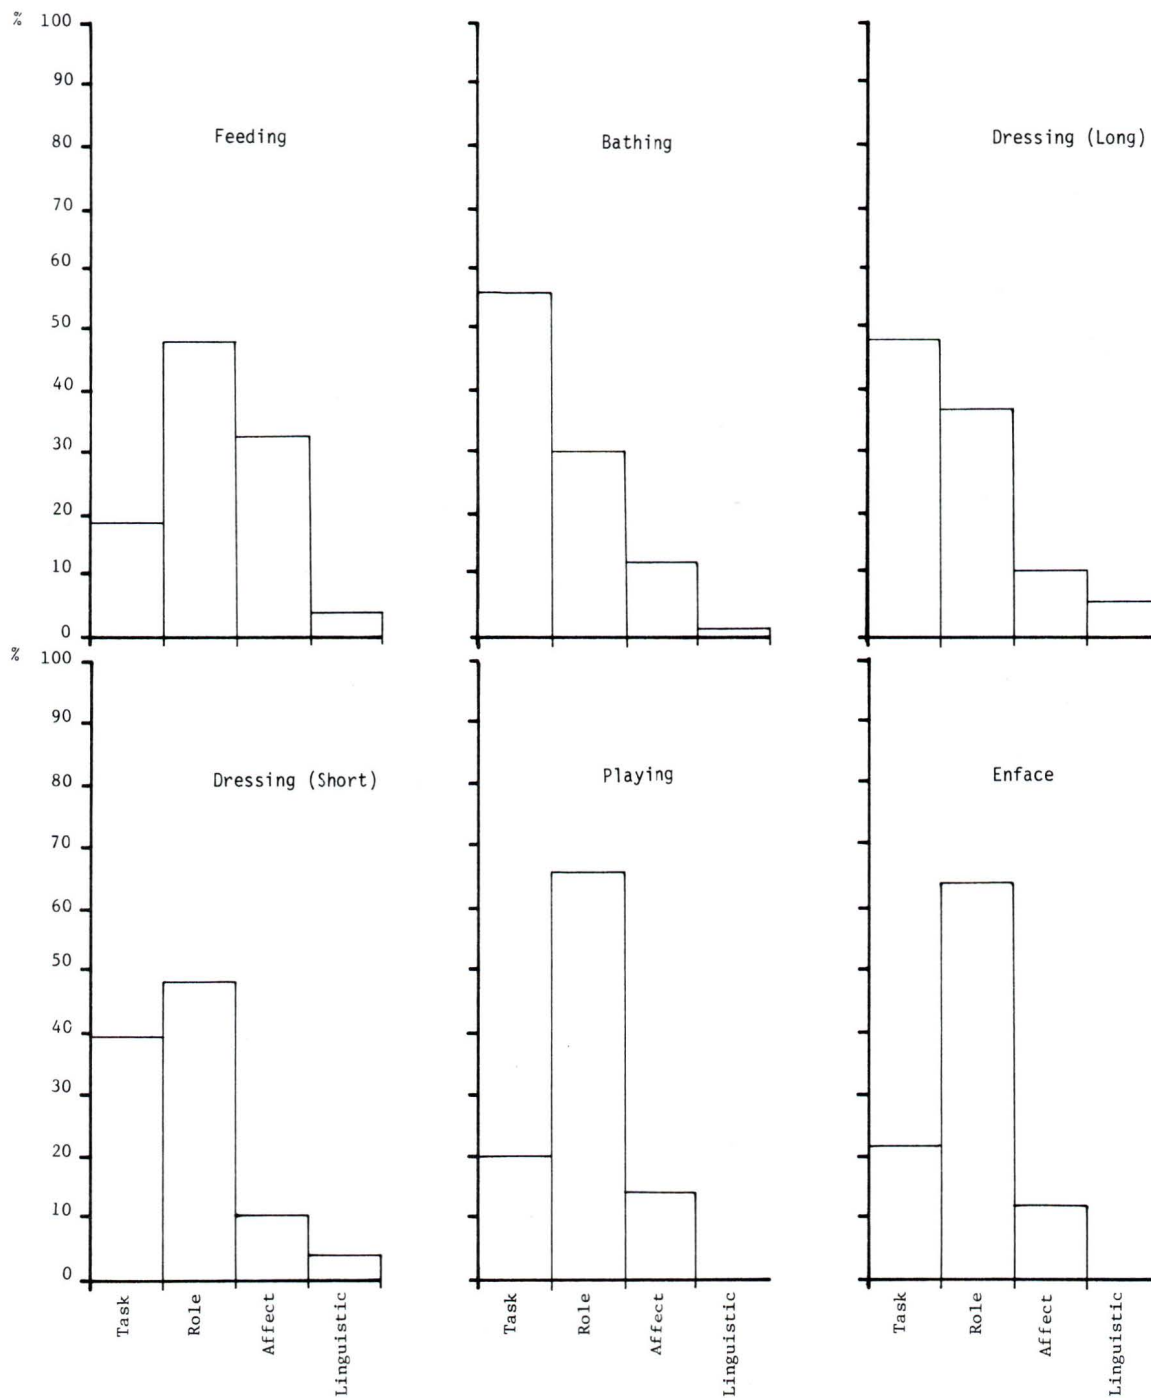 % 100
90
80
70
60
50
40
30
20
10
0
Feeding
Bathing
Dressing (Long)
% 100
90
80
70
60
50
40
30
20
10
0
Dressing (Short)
Playing
Enface
Task
Role
Affect
Linguistic
Task
Role
Affect
Linguistic
Task
Role
Affect
Linguistic